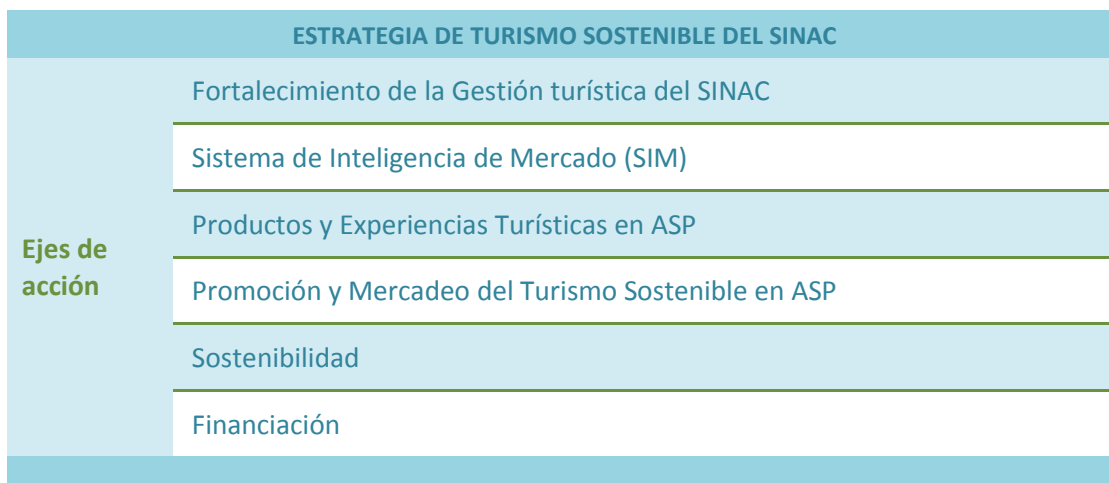 ESTRATEGIA DE TURISMO SOSTENIBLE DEL SINAC
Ejes de
acción
Fortalecimiento de la Gestión turística del SINAC
Sistema de Inteligencia de Mercado (SIM)
Productos y Experiencias Turísticas en ASP
Promoción y Mercadeo del Turismo Sostenible en ASP
Sostenibilidad
Financiación